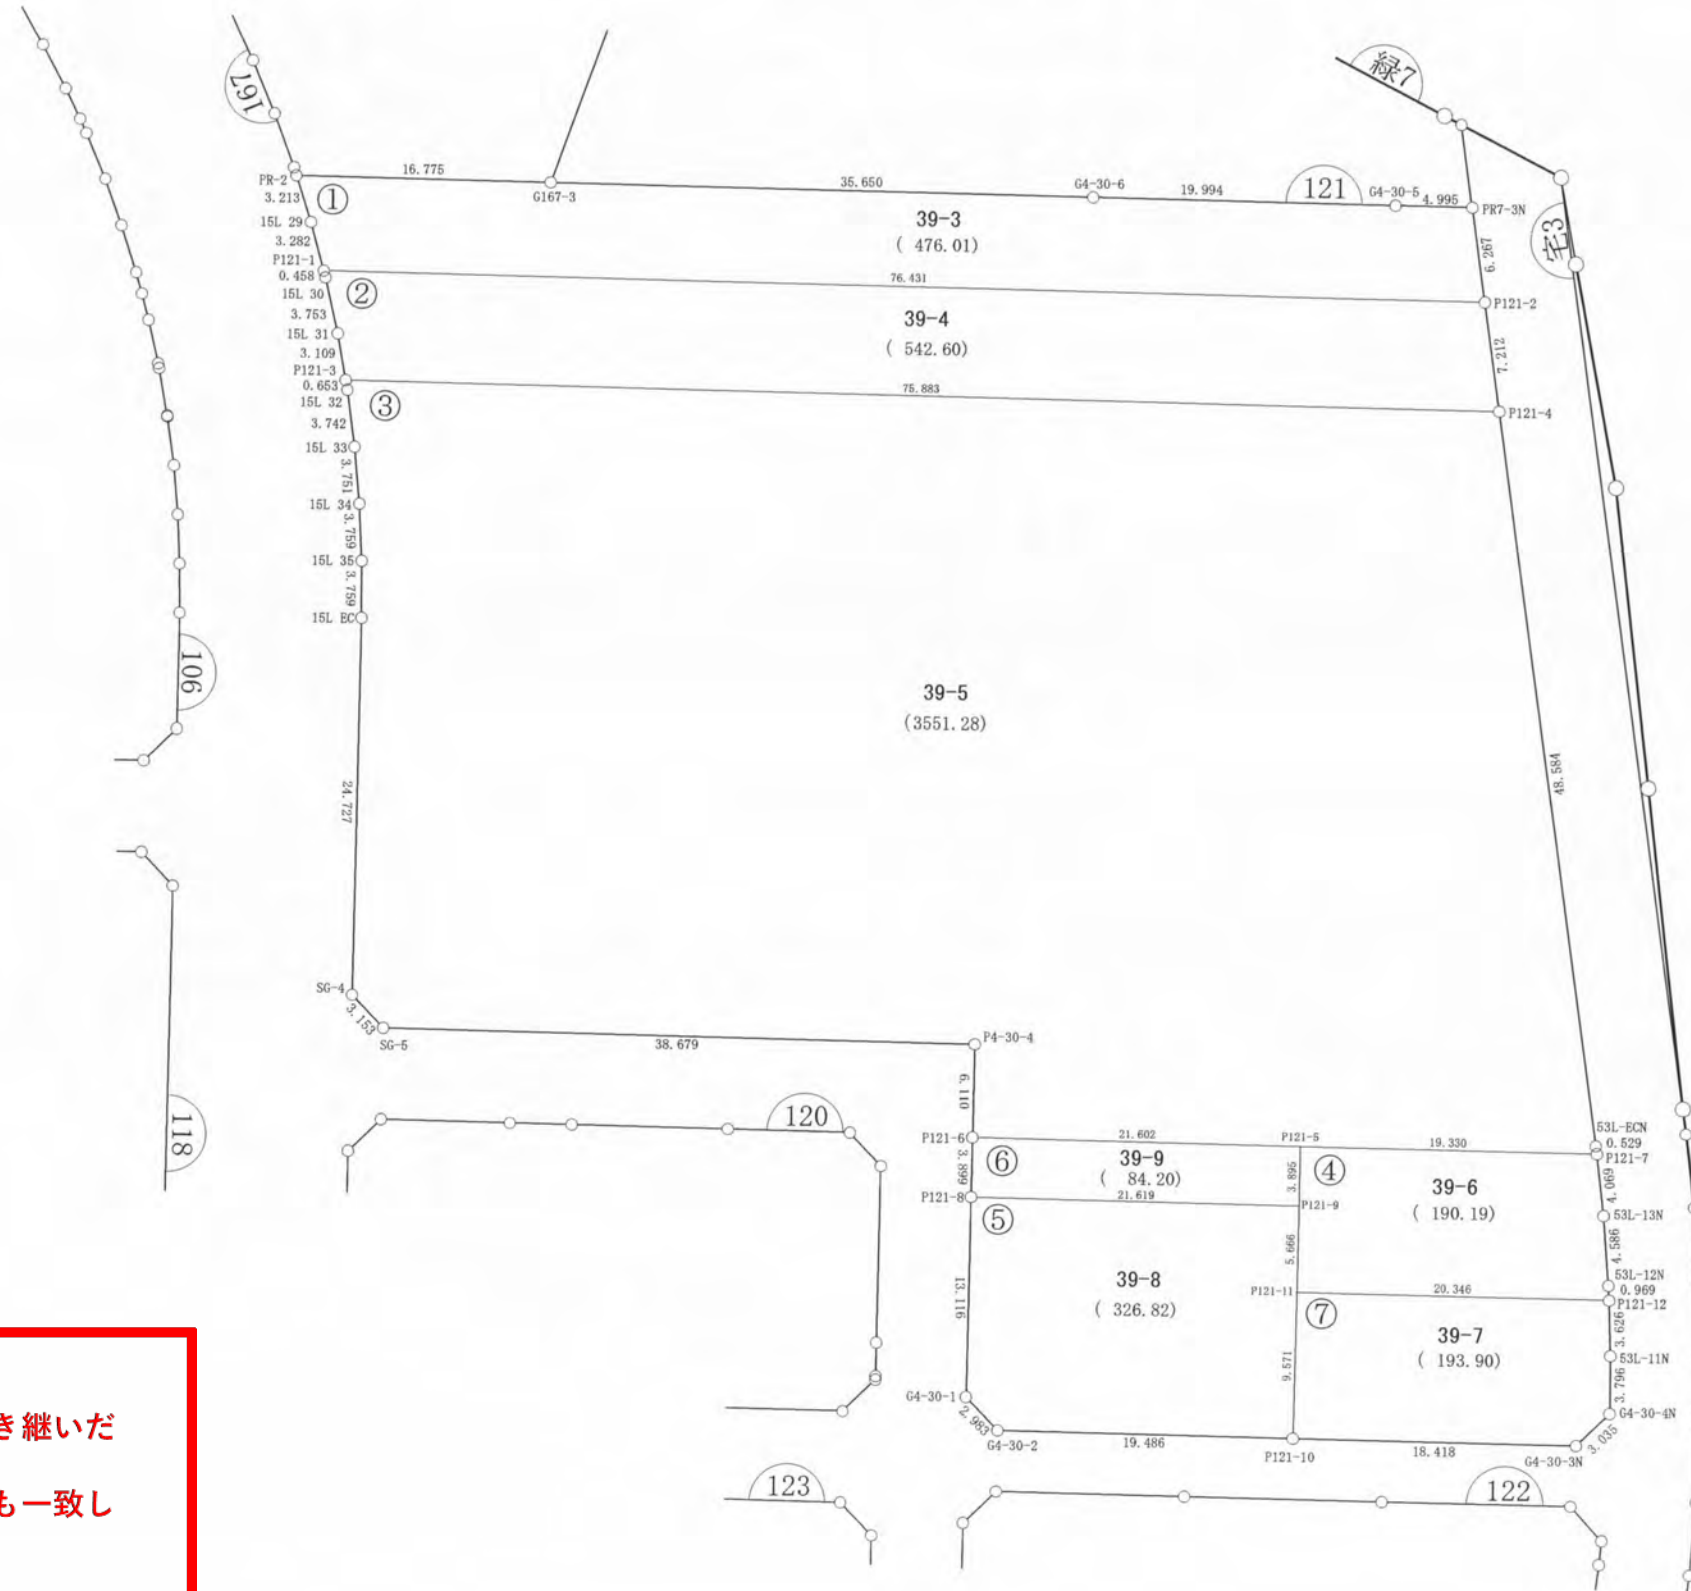 緑7
167
16.775
35.650
G4-30-6
19.994
121
G4-30-5
4.995
PR-2
3.213
①
G167-3
PR7-3N
宅3
15L 29
3.282
39-3
( 476.01)
6.267
P121-1
0.458
15L 30
②
76.431
P121-2
3.753
15L 31
39-4
( 542.60)
7.212
3.109
P121-3
0.653
15L 32
③
75.883
P121-4
3.742
15L 33
3.751
15L 34
3.759
15L 35
3.759
15L EC
106
39-5
(3551.28)
24.727
48.584
SG-4
3.153
SG-5
38.679
P4-30-4
6.110
118
120
P121-6
21.602
P121-5
19.330
53L-ECN
0.529
P121-7
⑥
3.899
39-9
( 84.20)
3.895
④
4.069
39-6
( 190.19)
P121-8
21.619
P121-9
53L-13N
⑤
5.666
4.586
13.116
39-8
( 326.82)
P121-11
20.346
53L-12N
0.969
P121-12
⑦
3.626
39-7
( 193.90)
9.571
53L-11N
3.796
G4-30-1
2.983
G4-30-2
19.486
P121-10
18.418
G4-30-3N
3.035
G4-30-4N
123
122
き継いだ
も一致し